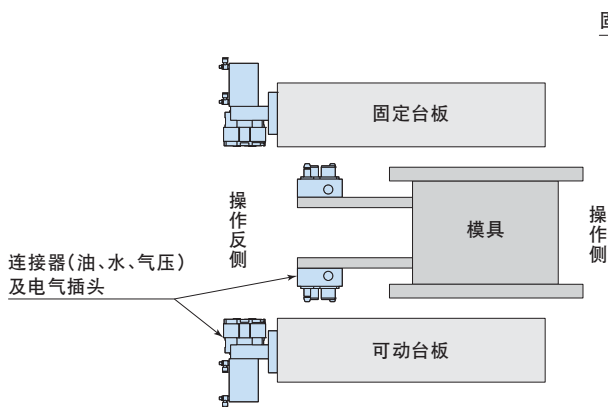 固
固定台板
操作反侧
模具
操作侧
连接器(油、水、气压)
及电气插头
可动台板